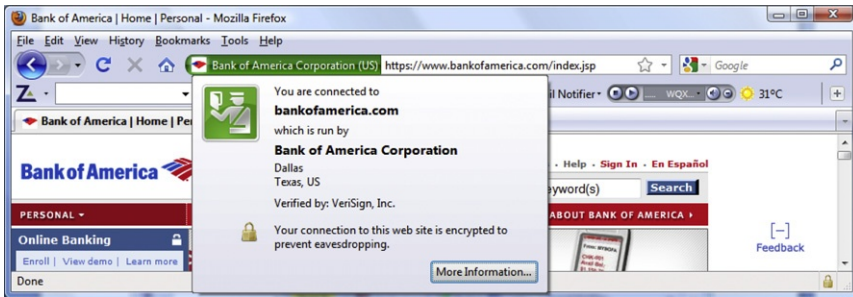 Bank of America | Home | Personal - Mozilla Firefox
File Edit View History Bookmarks Tools Help
Bank of America Corporation (US) https://www.bankofamerica.com/index.jsp Google
il Notifier WQX... 31°C
Bank of America | Home | Pe
You are connected to
bankofamerica.com
which is run by
Bank of America Corporation
Dallas
Texas, US
Verified by: VeriSign, Inc.
Your connection to this web site is encrypted to
prevent eavesdropping.
More Information...
Bank of America
Help Sign In En Español
eyword(s) Search
PERSONAL
ABOUT BANK OF AMERICA
Online Banking
Enroll | View demo | Learn more
[−]
Feedback
Done